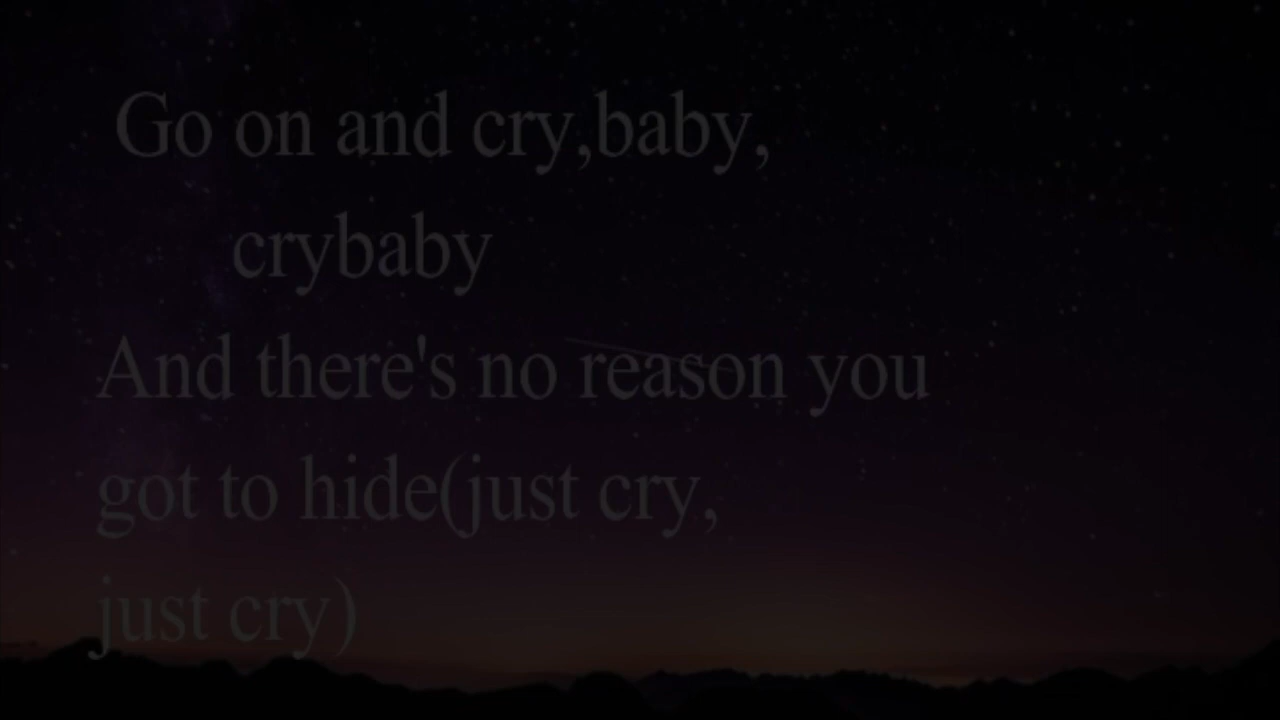 Go on and cry,baby,
crybaby
And there's no reason you
got to hide(just cry,
just cry)